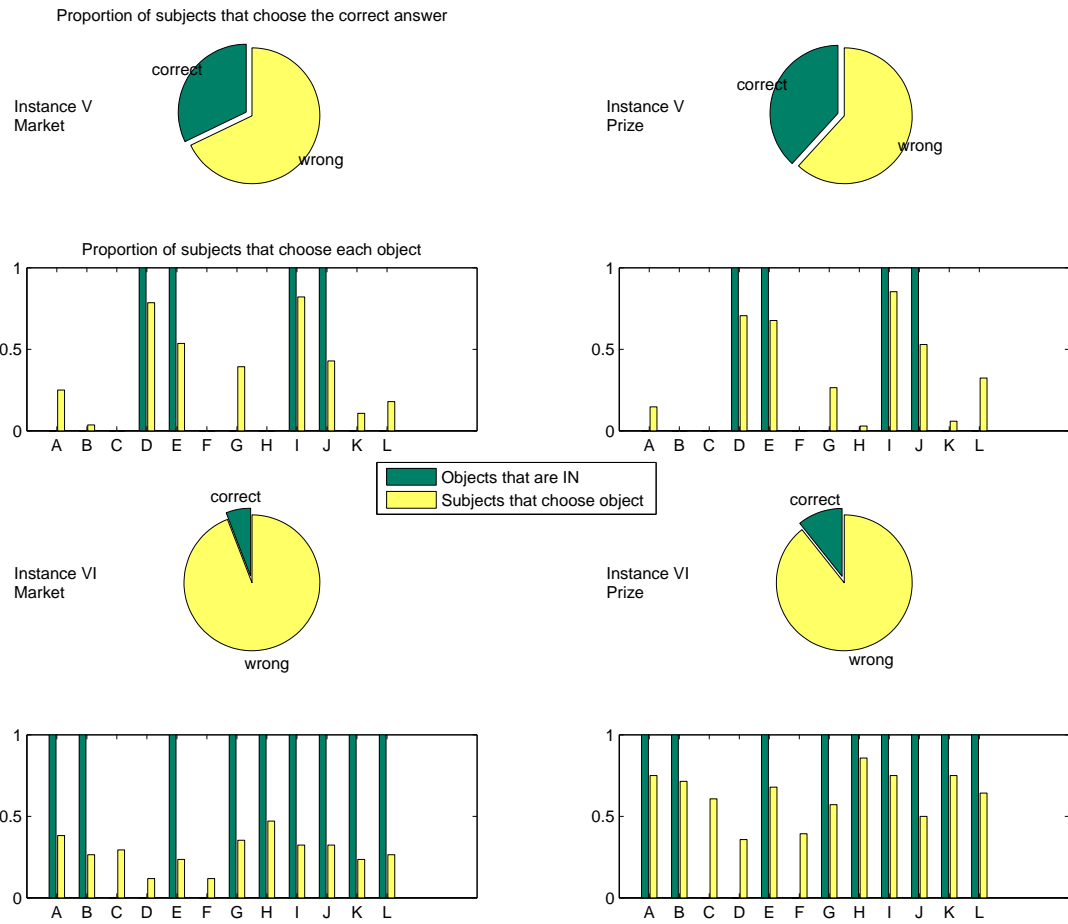 Proportion of subjects that choose the correct answer
correct
wrong
Instance V
Market
correct
wrong
Instance V
Prize
Proportion of subjects that choose each object
1
0.5
0
A B C D E F G H I J K L
1
0.5
0
A B C D E F G H I J K L
Objects that are IN
Subjects that choose object
correct
wrong
Instance VI
Market
correct
wrong
Instance VI
Prize
1
0.5
0
A B C D E F G H I J K L
1
0.5
0
A B C D E F G H I J K L